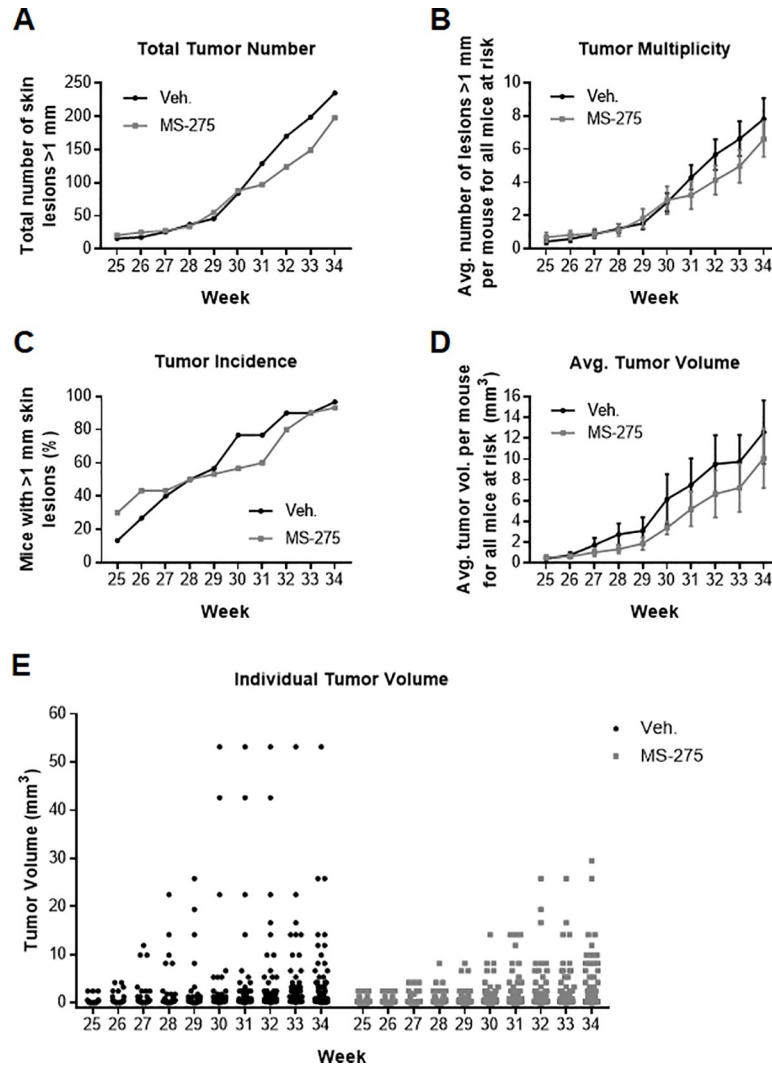 A
Total Tumor Number
Total number of skin
lesions >1 mm
250
200
150
100
50
0
Veh.
MS-275
25 26 27 28 29 30 31 32 33 34
Week
B
Tumor Multiplicity
Avg. number of lesions >1 mm
per mouse for all mice at risk
10
8
6
4
2
0
Veh.
MS-275
25 26 27 28 29 30 31 32 33 34
Week
C
Tumor Incidence
Mice with >1 mm skin
lesions (%)
100
80
60
40
20
0
Veh.
MS-275
25 26 27 28 29 30 31 32 33 34
Week
D
Avg. Tumor Volume
Avg. tumor vol. per mouse
for all mice at risk (mm³)
16
14
12
10
8
6
4
2
0
Veh.
MS-275
25 26 27 28 29 30 31 32 33 34
Week
E
Individual Tumor Volume
Tumor Volume (mm³)
60
50
40
30
20
10
0
Veh.
MS-275
25 26 27 28 29 30 31 32 33 34 25 26 27 28 29 30 31 32 33 34
Week